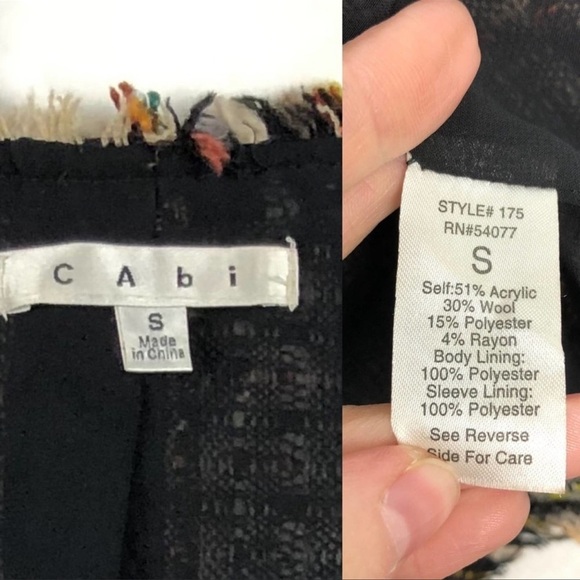 CAbi
S
Made
in China
STYLE# 175
RN#54077
S
Self:51% Acrylic
30% Wool
15% Polyester
4% Rayon
Body Lining:
100% Polyester
Sleeve Lining:
100% Polyester
See Reverse
Side For Care